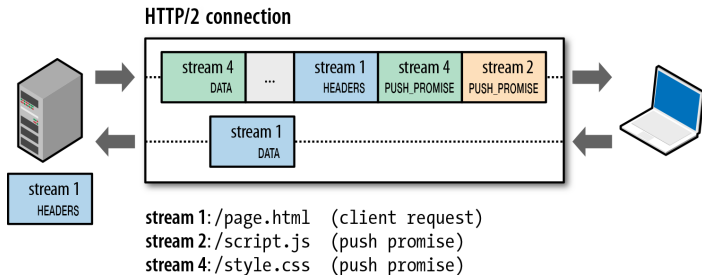 HTTP/2 connection
stream 4
DATA
...
stream 1
HEADERS
stream 4
PUSH_PROMISE
stream 2
PUSH_PROMISE
stream 1
DATA
stream 1
HEADERS
stream 1: /page.html (client request)
stream 2: /script.js (push promise)
stream 4: /style.css (push promise)